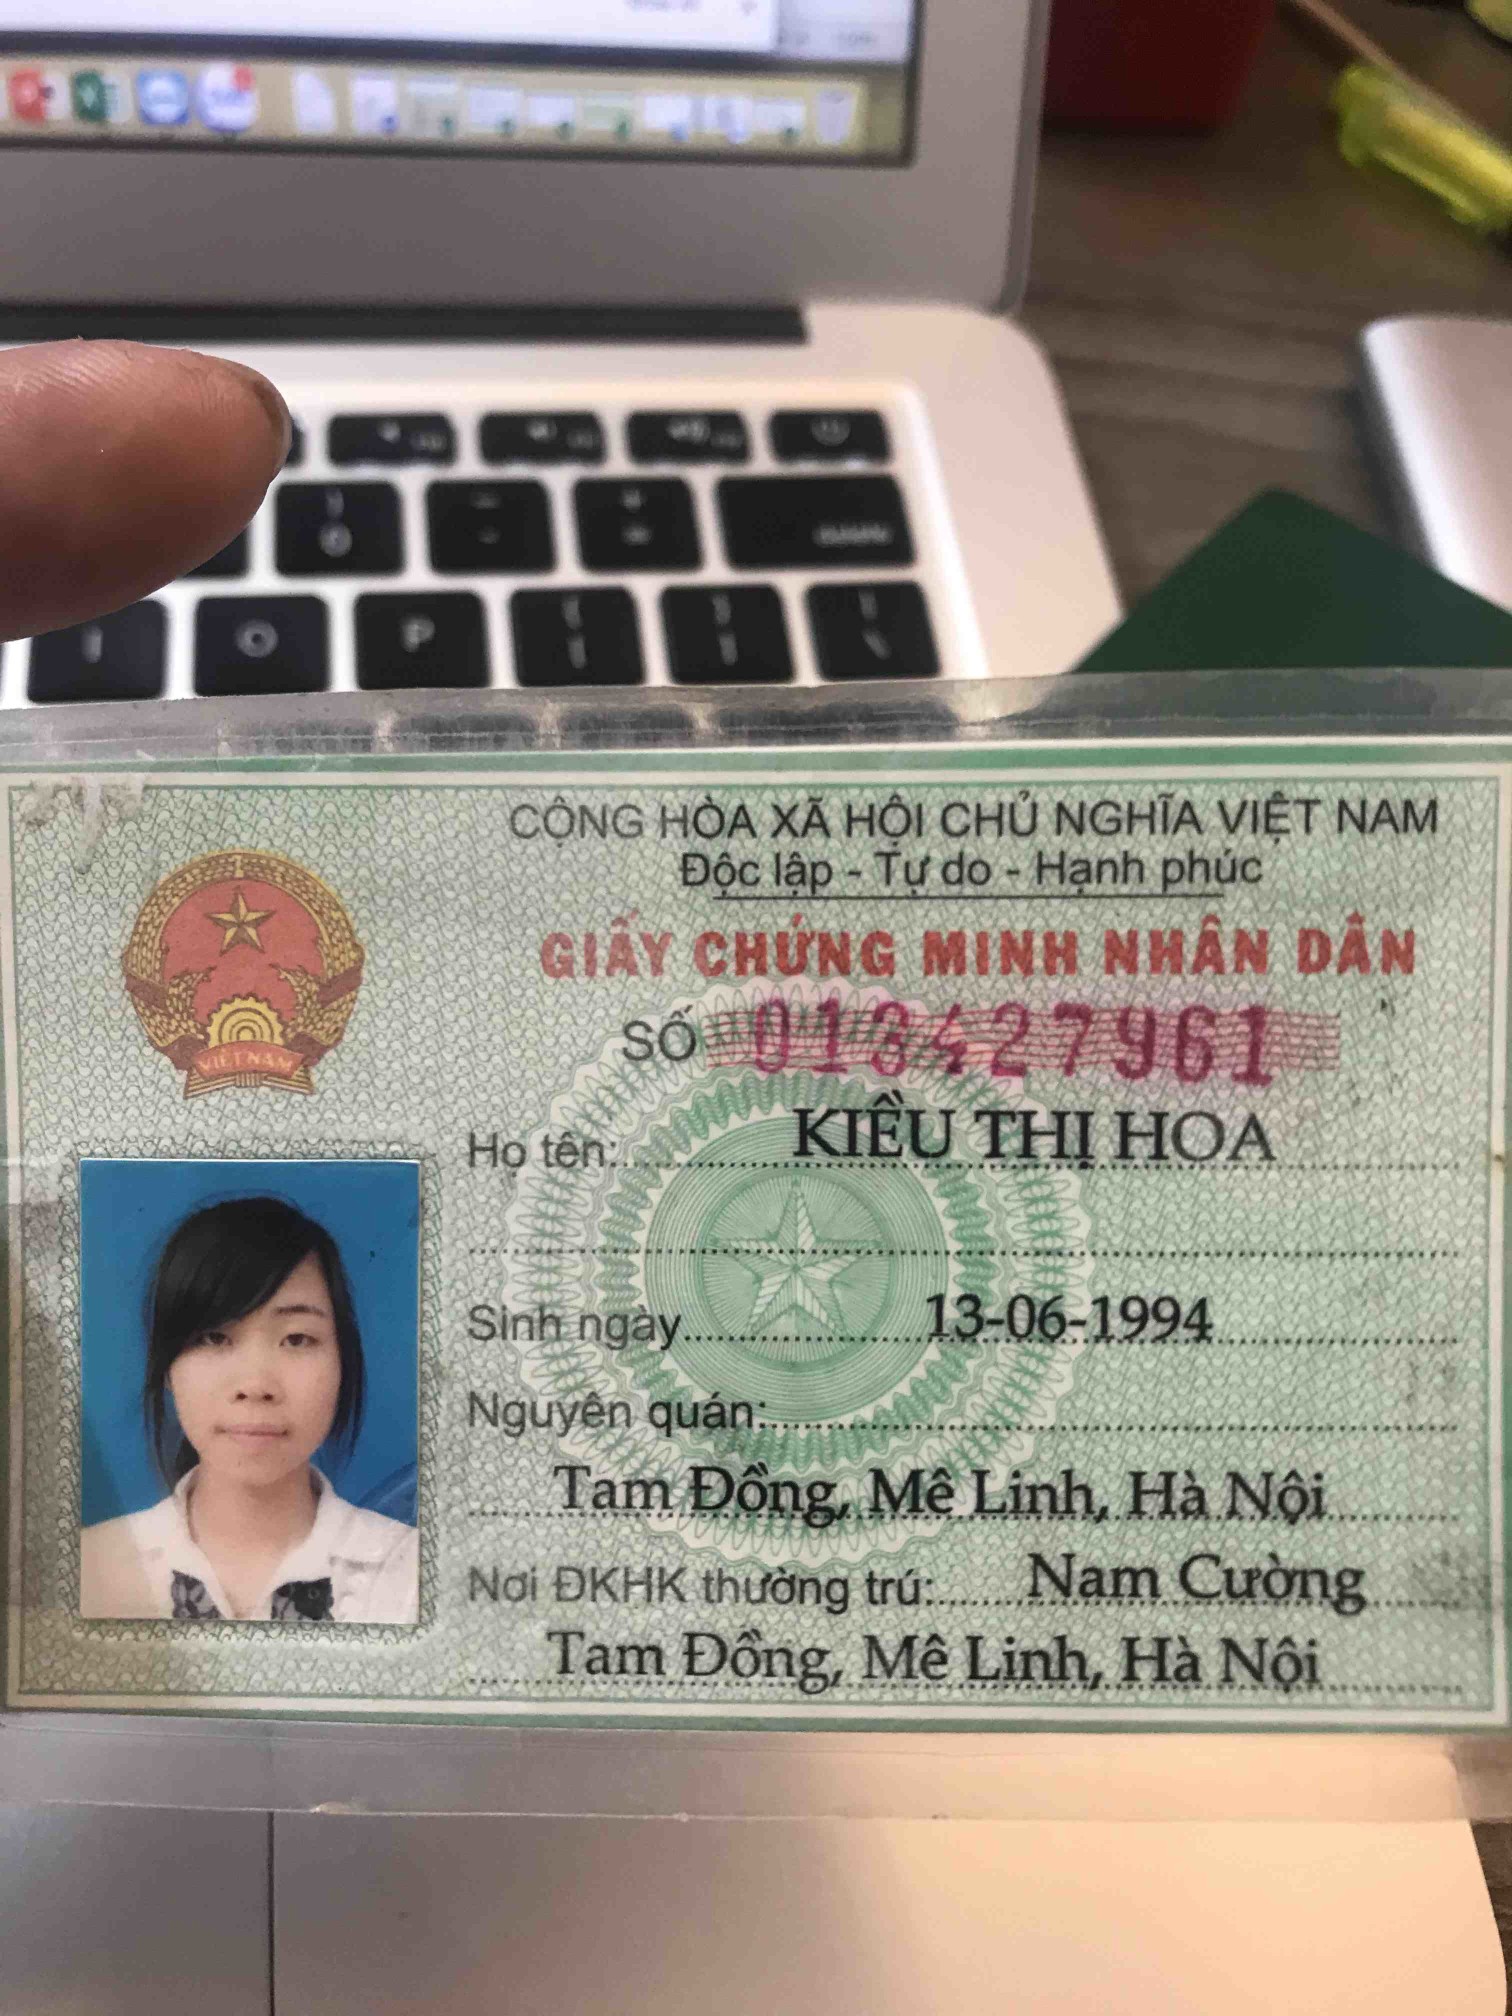 CỘNG HÒA XÃ HỘI CHỦ NGHĨA VIỆT NAM
Độc lập - Tự do - Hạnh phúc
GIẤY CHỨNG MINH NHÂN DÂN
SỐ 013427961
VIỆT NAM
Họ tên: KIỀU THỊ HOA
Sinh ngày 13-06-1994
Nguyên quán:
Tam Đồng, Mê Linh, Hà Nội
Nơi ĐKHK thường trú: Nam Cường
Tam Đồng, Mê Linh, Hà Nội